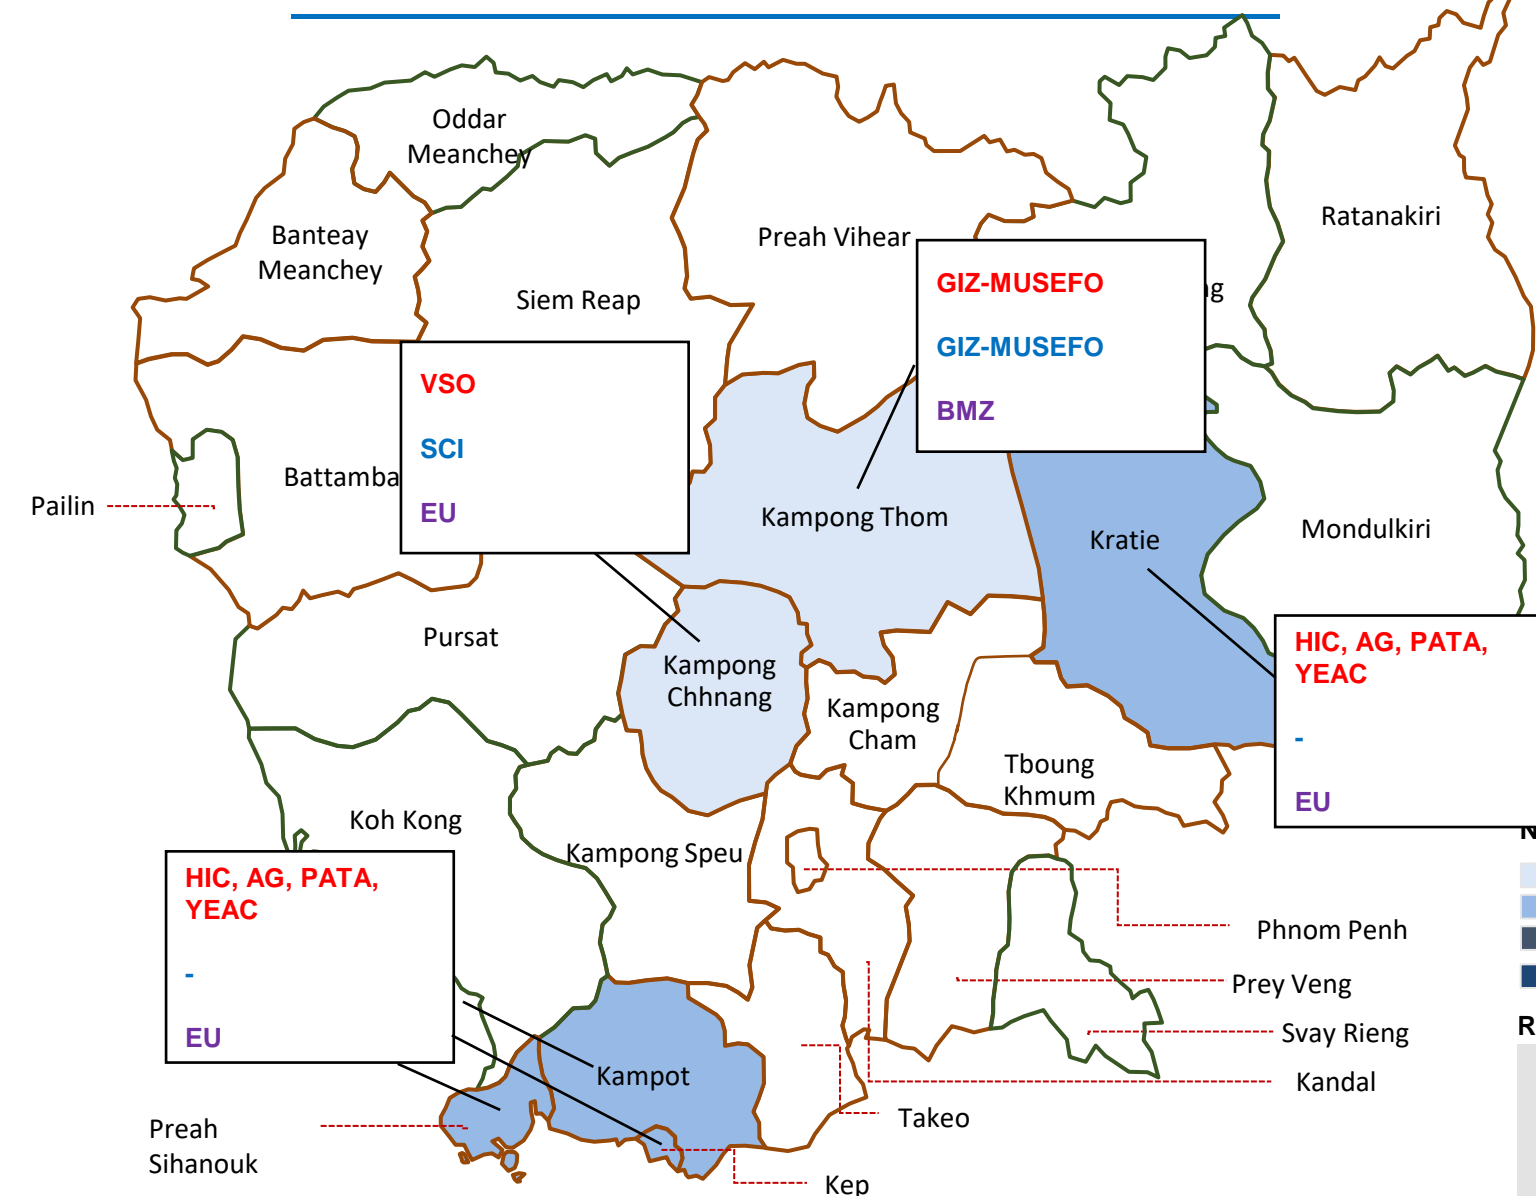 Oddar
Meanchey
Banteay
Meanchey
Siem Reap
Preah Vihear
Ratanakiri
GIZ-MUSEFO
GIZ-MUSEFO
BMZ
VSO
SCI
EU
Battamba
Pailin
Kampong Thom
Kratie
Mondulkiri
Pursat
Kampong
Chhnang
Kampong
Cham
Tboung
Khmum
HIC, AG, PATA,
YEAC
-
EU
Koh Kong
Kampong Speu
HIC, AG, PATA,
YEAC
-
EU
Phnom Penh
Prey Veng
Svay Rieng
Kandal
Kampot
Takeo
Preah
Sihanouk
Kep